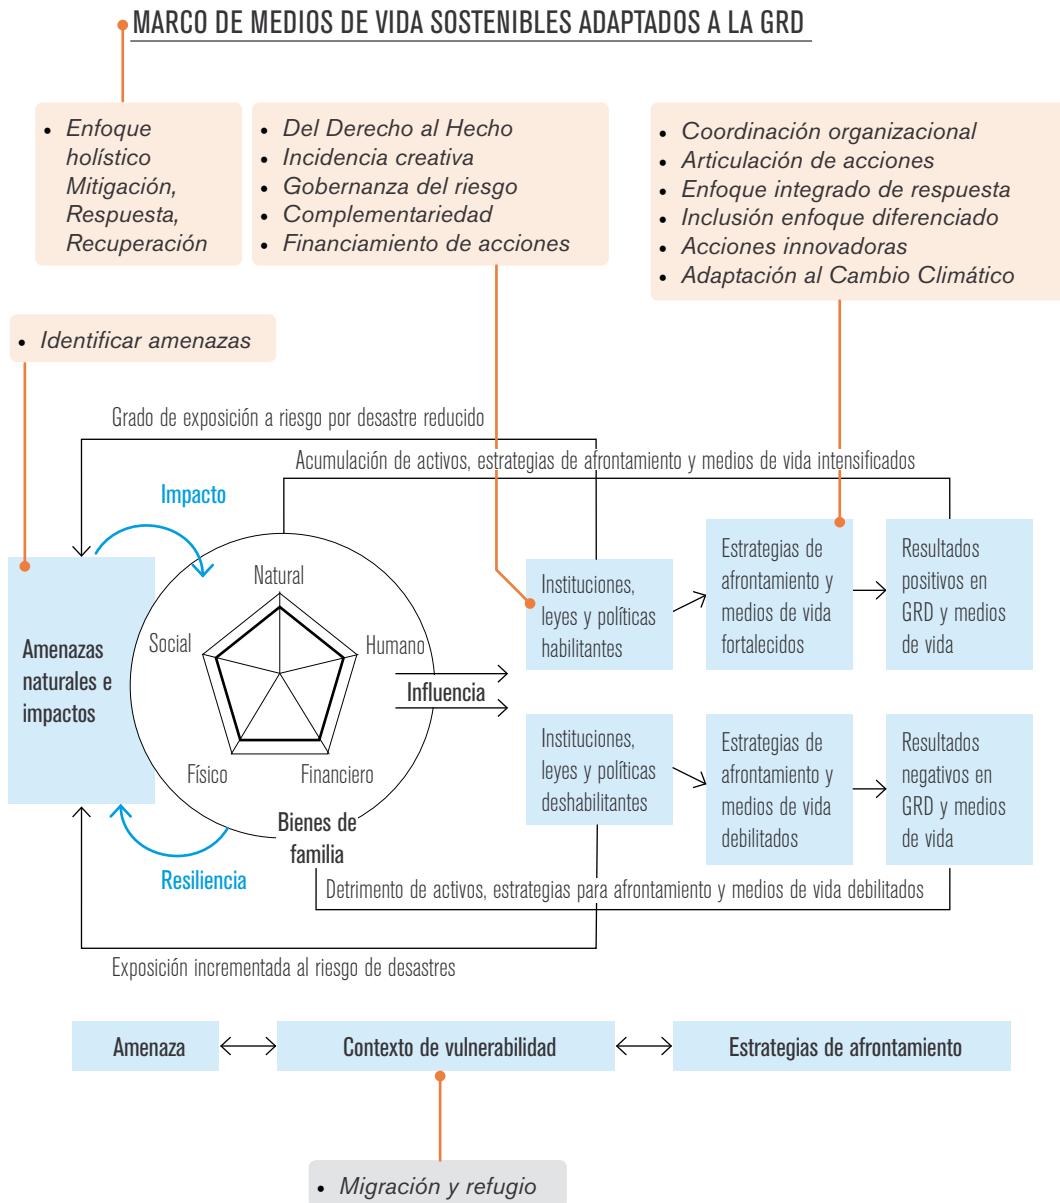 MARCO DE MEDIOS DE VIDA SOSTENIBLES ADAPTADOS A LA GRD
• Enfoque
holístico
Mitigación,
Respuesta,
Recuperación
• Del Derecho al Hecho
• Incidencia creativa
• Gobernanza del riesgo
• Complementariedad
• Financiamiento de acciones
• Coordinación organizacional
• Articulación de acciones
• Enfoque integrado de respuesta
• Inclusión enfoque diferenciado
• Acciones innovadoras
• Adaptación al Cambio Climático
• Identificar amenazas
Grado de exposición a riesgo por desastre reducido
Acumulación de activos, estrategias de afrontamiento y medios de vida intensificados
Impacto
Amenazas
naturales e
impactos
Natural
Social
Humano
Físico
Financiero
Bienes de
familia
Resiliencia
Influencia
Instituciones,
leyes y políticas
habilitantes
Estrategias de
afrontamiento y
medios de vida
fortalecidos
Resultados
positivos en
GRD y medios
de vida
Instituciones,
leyes y políticas
deshabilitantes
Estrategias de
afrontamiento y
medios de vida
debilitados
Resultados
negativos en
GRD y medios
de vida
Detrimento de activos, estrategias para afrontamiento y medios de vida debilitados
Exposición incrementada al riesgo de desastres
Amenaza
Contexto de vulnerabilidad
Estrategias de afrontamiento
• Migración y refugio